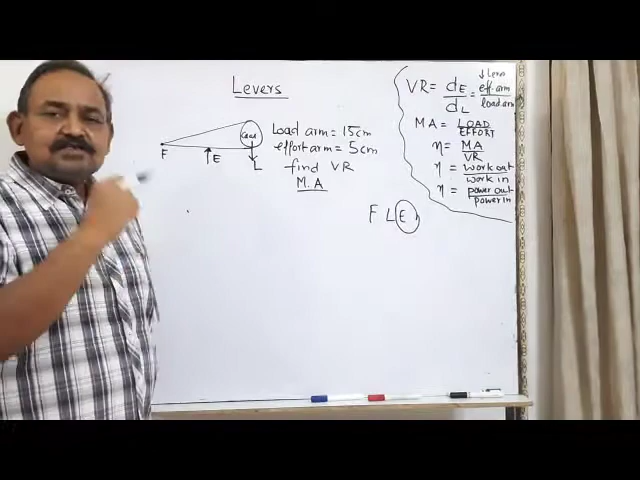 Levers
F
E
Load
L
Load arm = 15cm
effort arm = 5cm
find VR
M.A
F L E
VR = dE/dL = eff. arm/load arm
↓ Levers
MA = LOAD/EFFORT
η = MA/VR
η = work out/work in
η = power out/power in